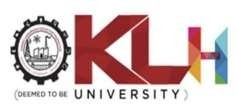 KLH
(DEEMED TO BE UNIVERSITY)